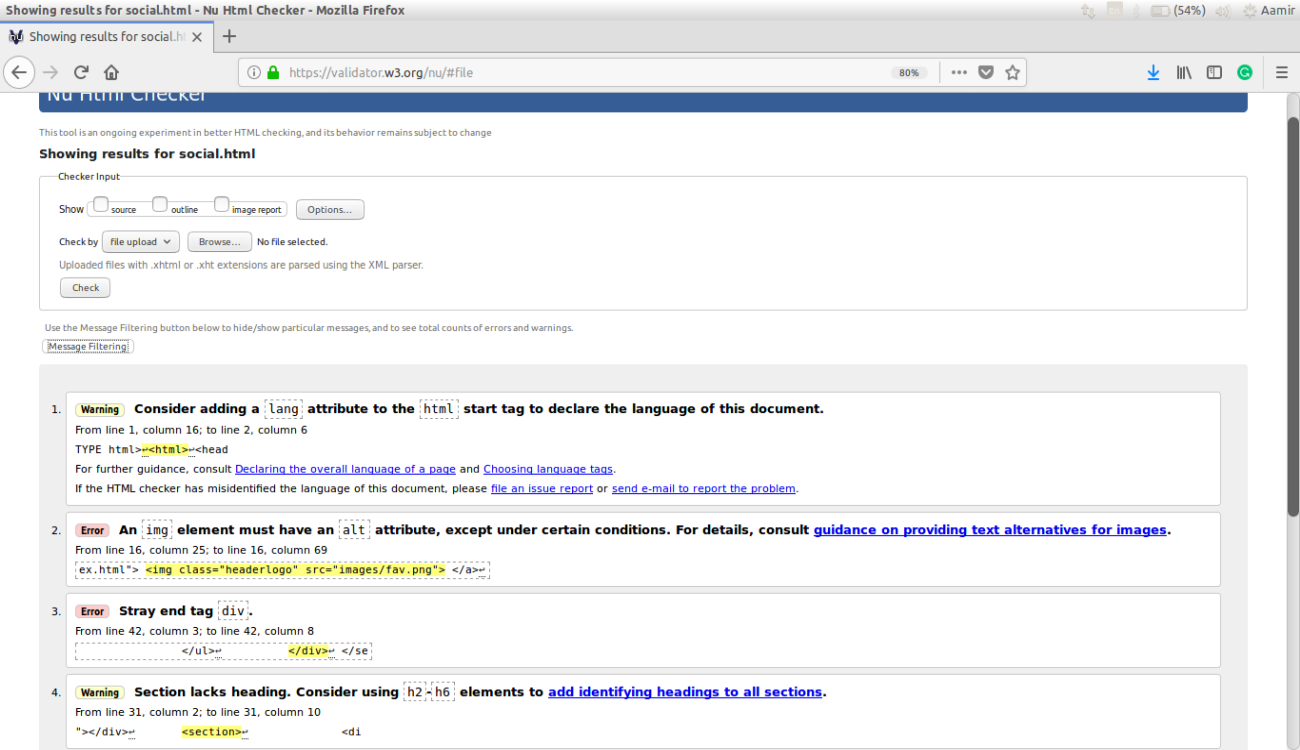 Showing results for social.html - Nu Html Checker - Mozilla Firefox
(54%) Aamir
Showing results for social.ht
https://validator.w3.org/nu/#file
80%
Nu Html Checker
This tool is an ongoing experiment in better HTML checking, and its behavior remains subject to change
Showing results for social.html
Checker Input
Show source outline image report Options...
Check by file upload Browse... No file selected.
Uploaded files with .xhtml or .xht extensions are parsed using the XML parser.
Check
Use the Message Filtering button below to hide/show particular messages, and to see total counts of errors and warnings.
Message Filtering
1. Warning Consider adding a lang attribute to the html start tag to declare the language of this document.
From line 1, column 16; to line 2, column 6
TYPE html>↩<html>↩<head
For further guidance, consult Declaring the overall language of a page and Choosing language tags.
If the HTML checker has misidentified the language of this document, please file an issue report or send e-mail to report the problem.
2. Error An img element must have an alt attribute, except under certain conditions. For details, consult guidance on providing text alternatives for images.
From line 16, column 25; to line 16, column 69
ex.html"> <img class="headerlogo" src="images/fav.png"> </a>↩
3. Error Stray end tag div.
From line 42, column 3; to line 42, column 8
</ul>↩ </div>↩ </se
4. Warning Section lacks heading. Consider using h2-h6 elements to add identifying headings to all sections.
From line 31, column 2; to line 31, column 10
"></div>↩ <section>↩ <di